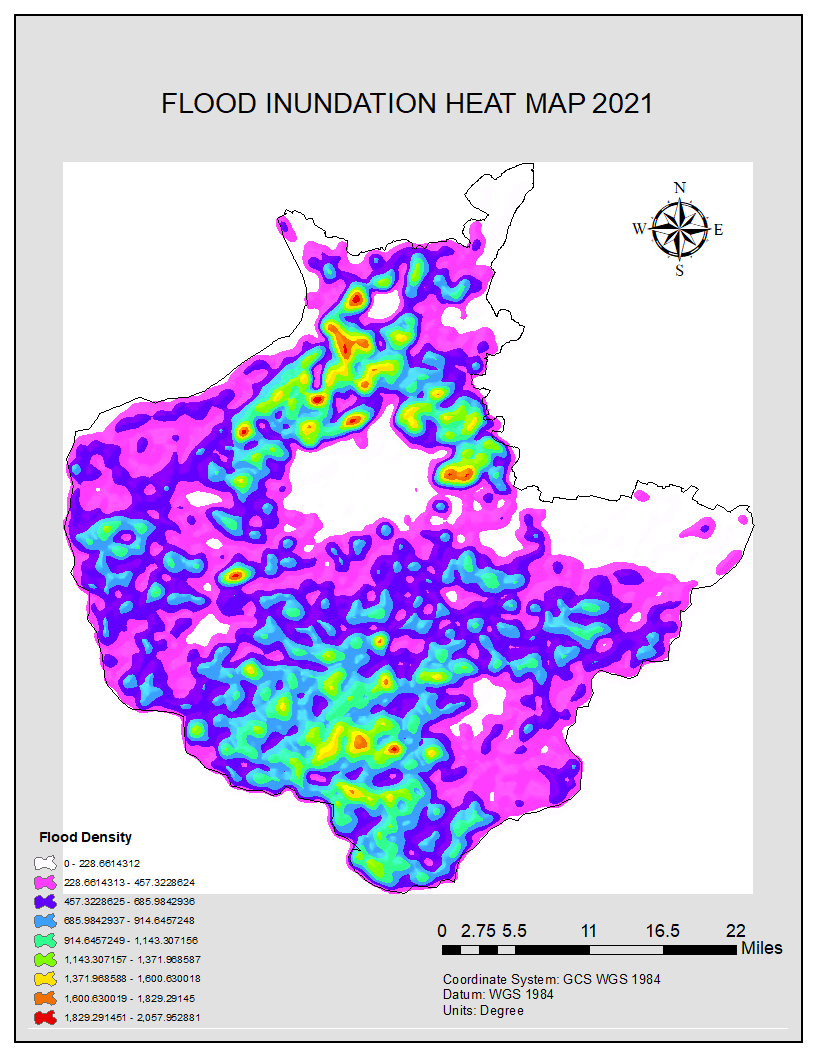 FLOOD INUNDATION HEAT MAP 2021
N
W E
S
Flood Density
0 - 228.6614312
228.6614313 - 457.3228624
457.3228625 - 685.9842936
685.9842937 - 914.6457248
914.6457249 - 1,143.307156
1,143.307157 - 1,371.968587
1,371.968588 - 1,600.630018
1,600.630019 - 1,829.29145
1,829.291451 - 2,057.952881
0 2.75 5.5 11 16.5 22
Miles
Coordinate System: GCS WGS 1984
Datum: WGS 1984
Units: Degree